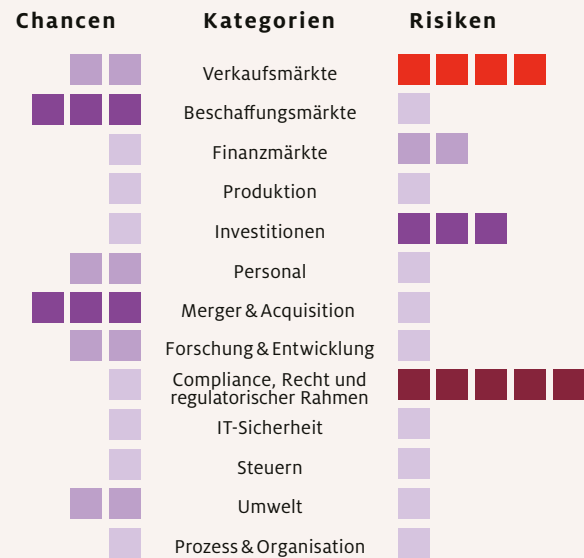 Chancen Kategorien Risiken
Verkaufsmärkte
Beschaffungsmärkte
Finanzmärkte
Produktion
Investitionen
Personal
Merger & Acquisition
Forschung & Entwicklung
Compliance, Recht und
regulatorischer Rahmen
IT-Sicherheit
Steuern
Umwelt
Prozess & Organisation